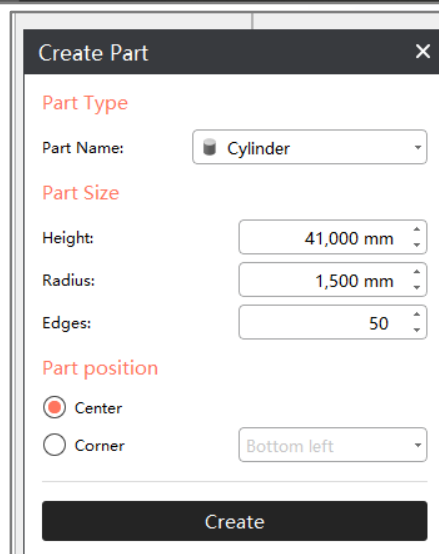 Create Part
Part Type
Part Name: Cylinder
Part Size
Height: 41,000 mm
Radius: 1,500 mm
Edges: 50
Part position
Center
Corner Bottom left
Create